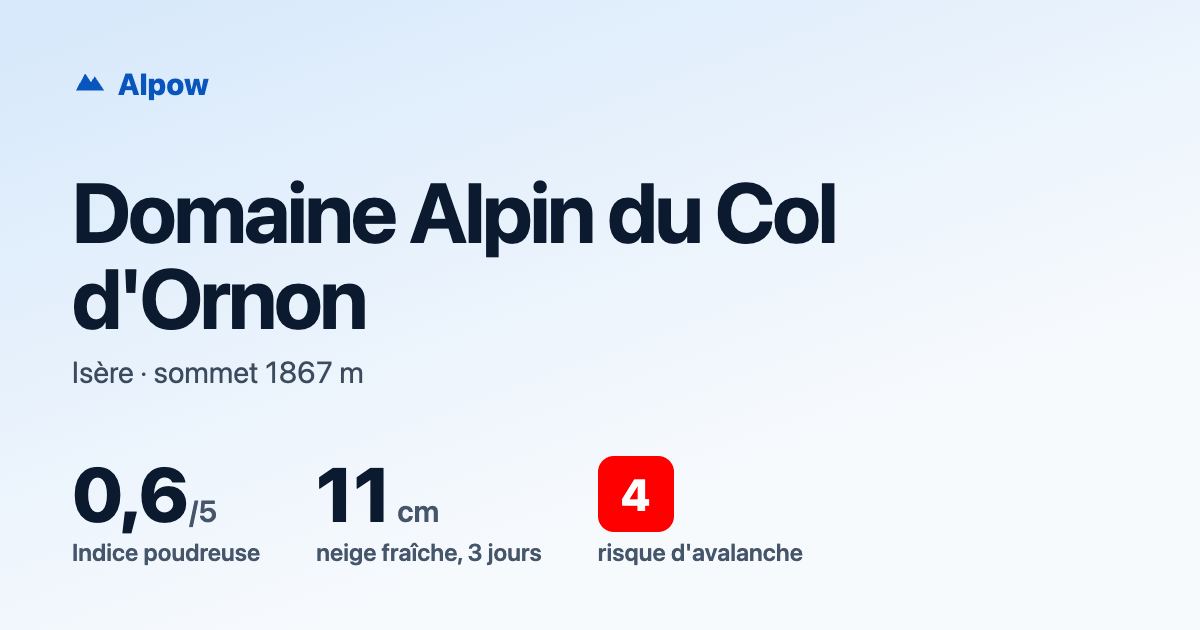 Alpow
Domaine Alpin du Col
d'Ornon
Isère · sommet 1867 m
0,6/5
Indice poudreuse
11 cm
neige fraîche, 3 jours
4
risque d'avalanche